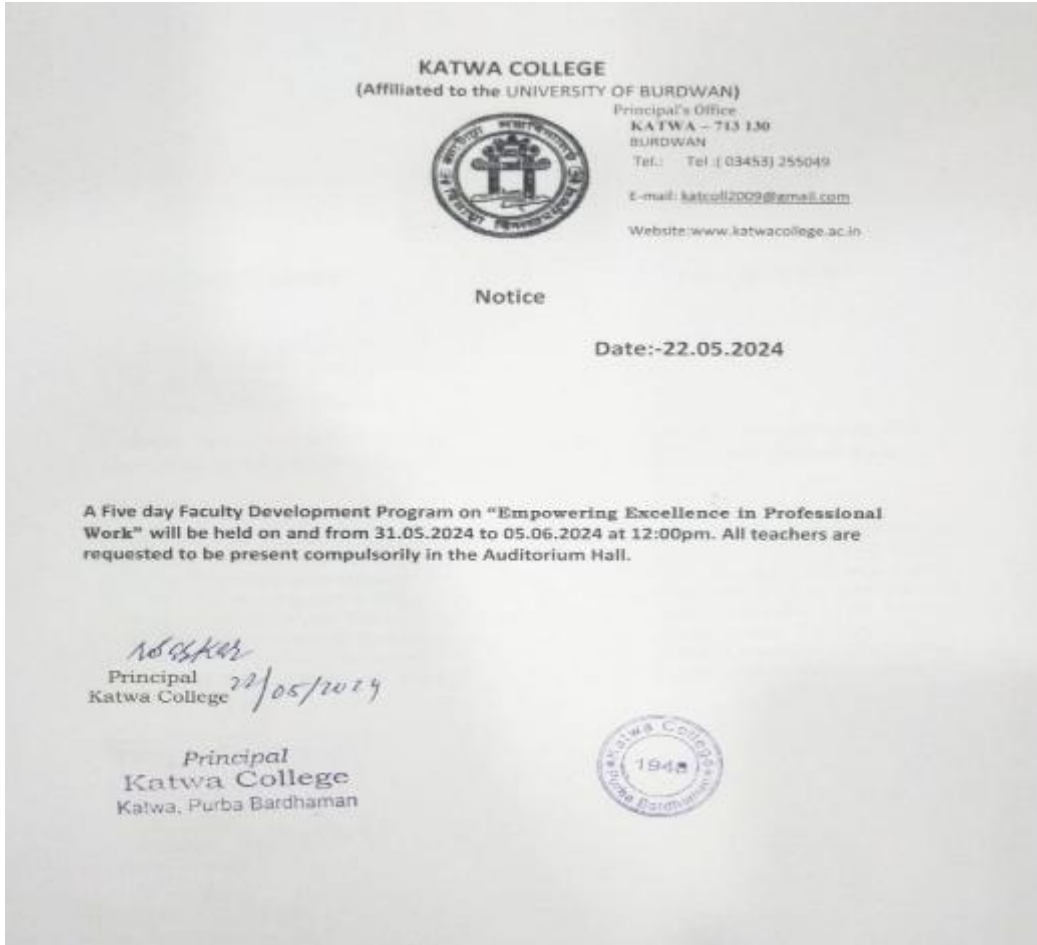 KATWA COLLEGE
(Affiliated to the UNIVERSITY OF BURDWAN)
Principal's Office
KATWA – 713 130
BURDWAN
Tel.: Tel :( 03453) 255049
E-mail: katcoll2009@gmail.com
Website:www.katwacollege.ac.in
Notice
Date:-22.05.2024
A Five day Faculty Development Program on “Empowering Excellence in Professional
Work” will be held on and from 31.05.2024 to 05.06.2024 at 12:00pm. All teachers are
requested to be present compulsorily in the Auditorium Hall.
Principal
Katwa College 22/05/2024
Principal
Katwa College
Katwa, Purba Bardhaman
Katwa College
1948
Purba Bardhaman